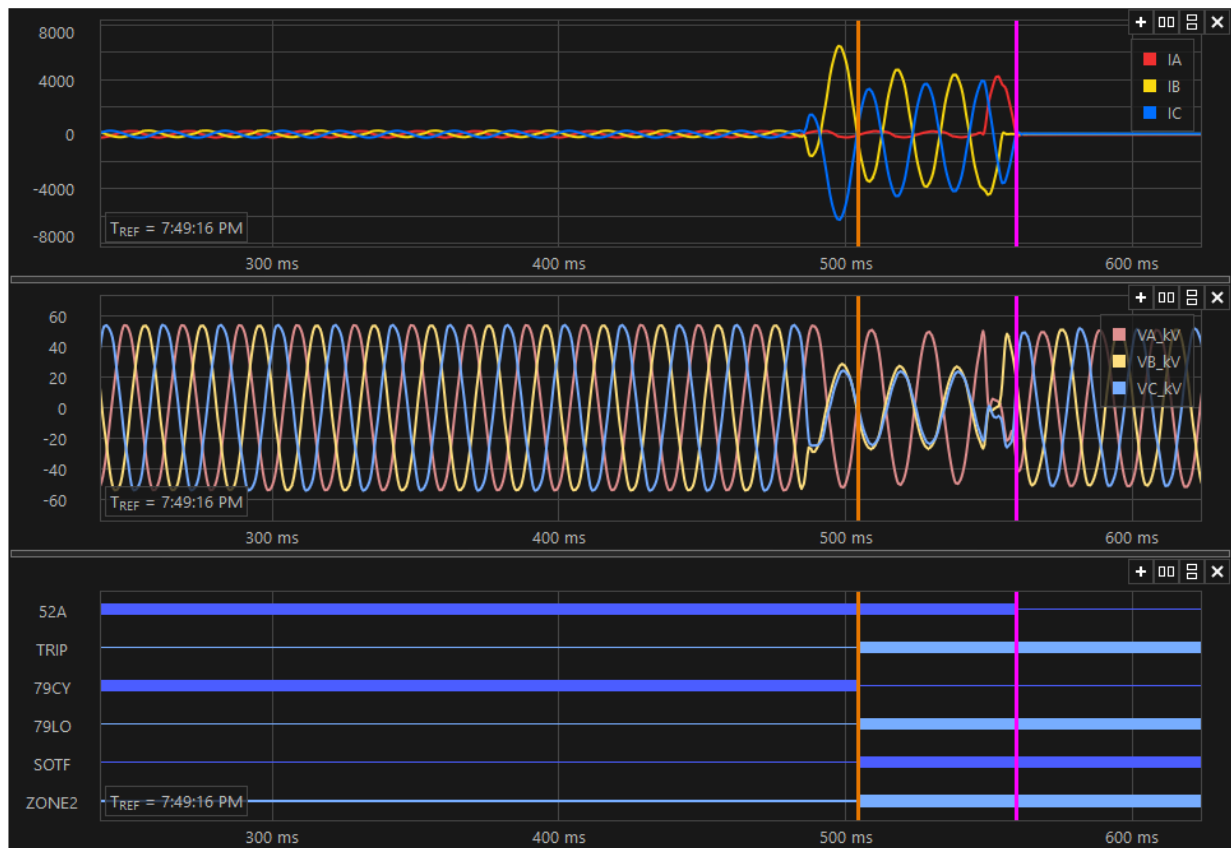 8000
4000
0
-4000
-8000
IA
IB
IC
TREF = 7:49:16 PM
300 ms 400 ms 500 ms 600 ms
60
40
20
0
-20
-40
-60
VA_kV
VB_kV
VC_kV
TREF = 7:49:16 PM
300 ms 400 ms 500 ms 600 ms
52A
TRIP
79CY
79LO
SOTF
ZONE2
TREF = 7:49:16 PM
300 ms 400 ms 500 ms 600 ms